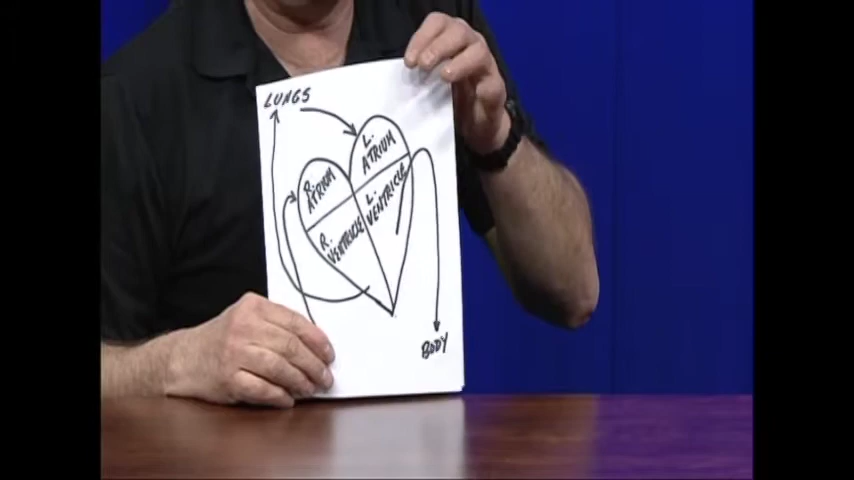 LUNGS
L.
ATRIUM
R.
ATRIUM
L.
VENTRICLE
R.
VENTRICLE
BODY